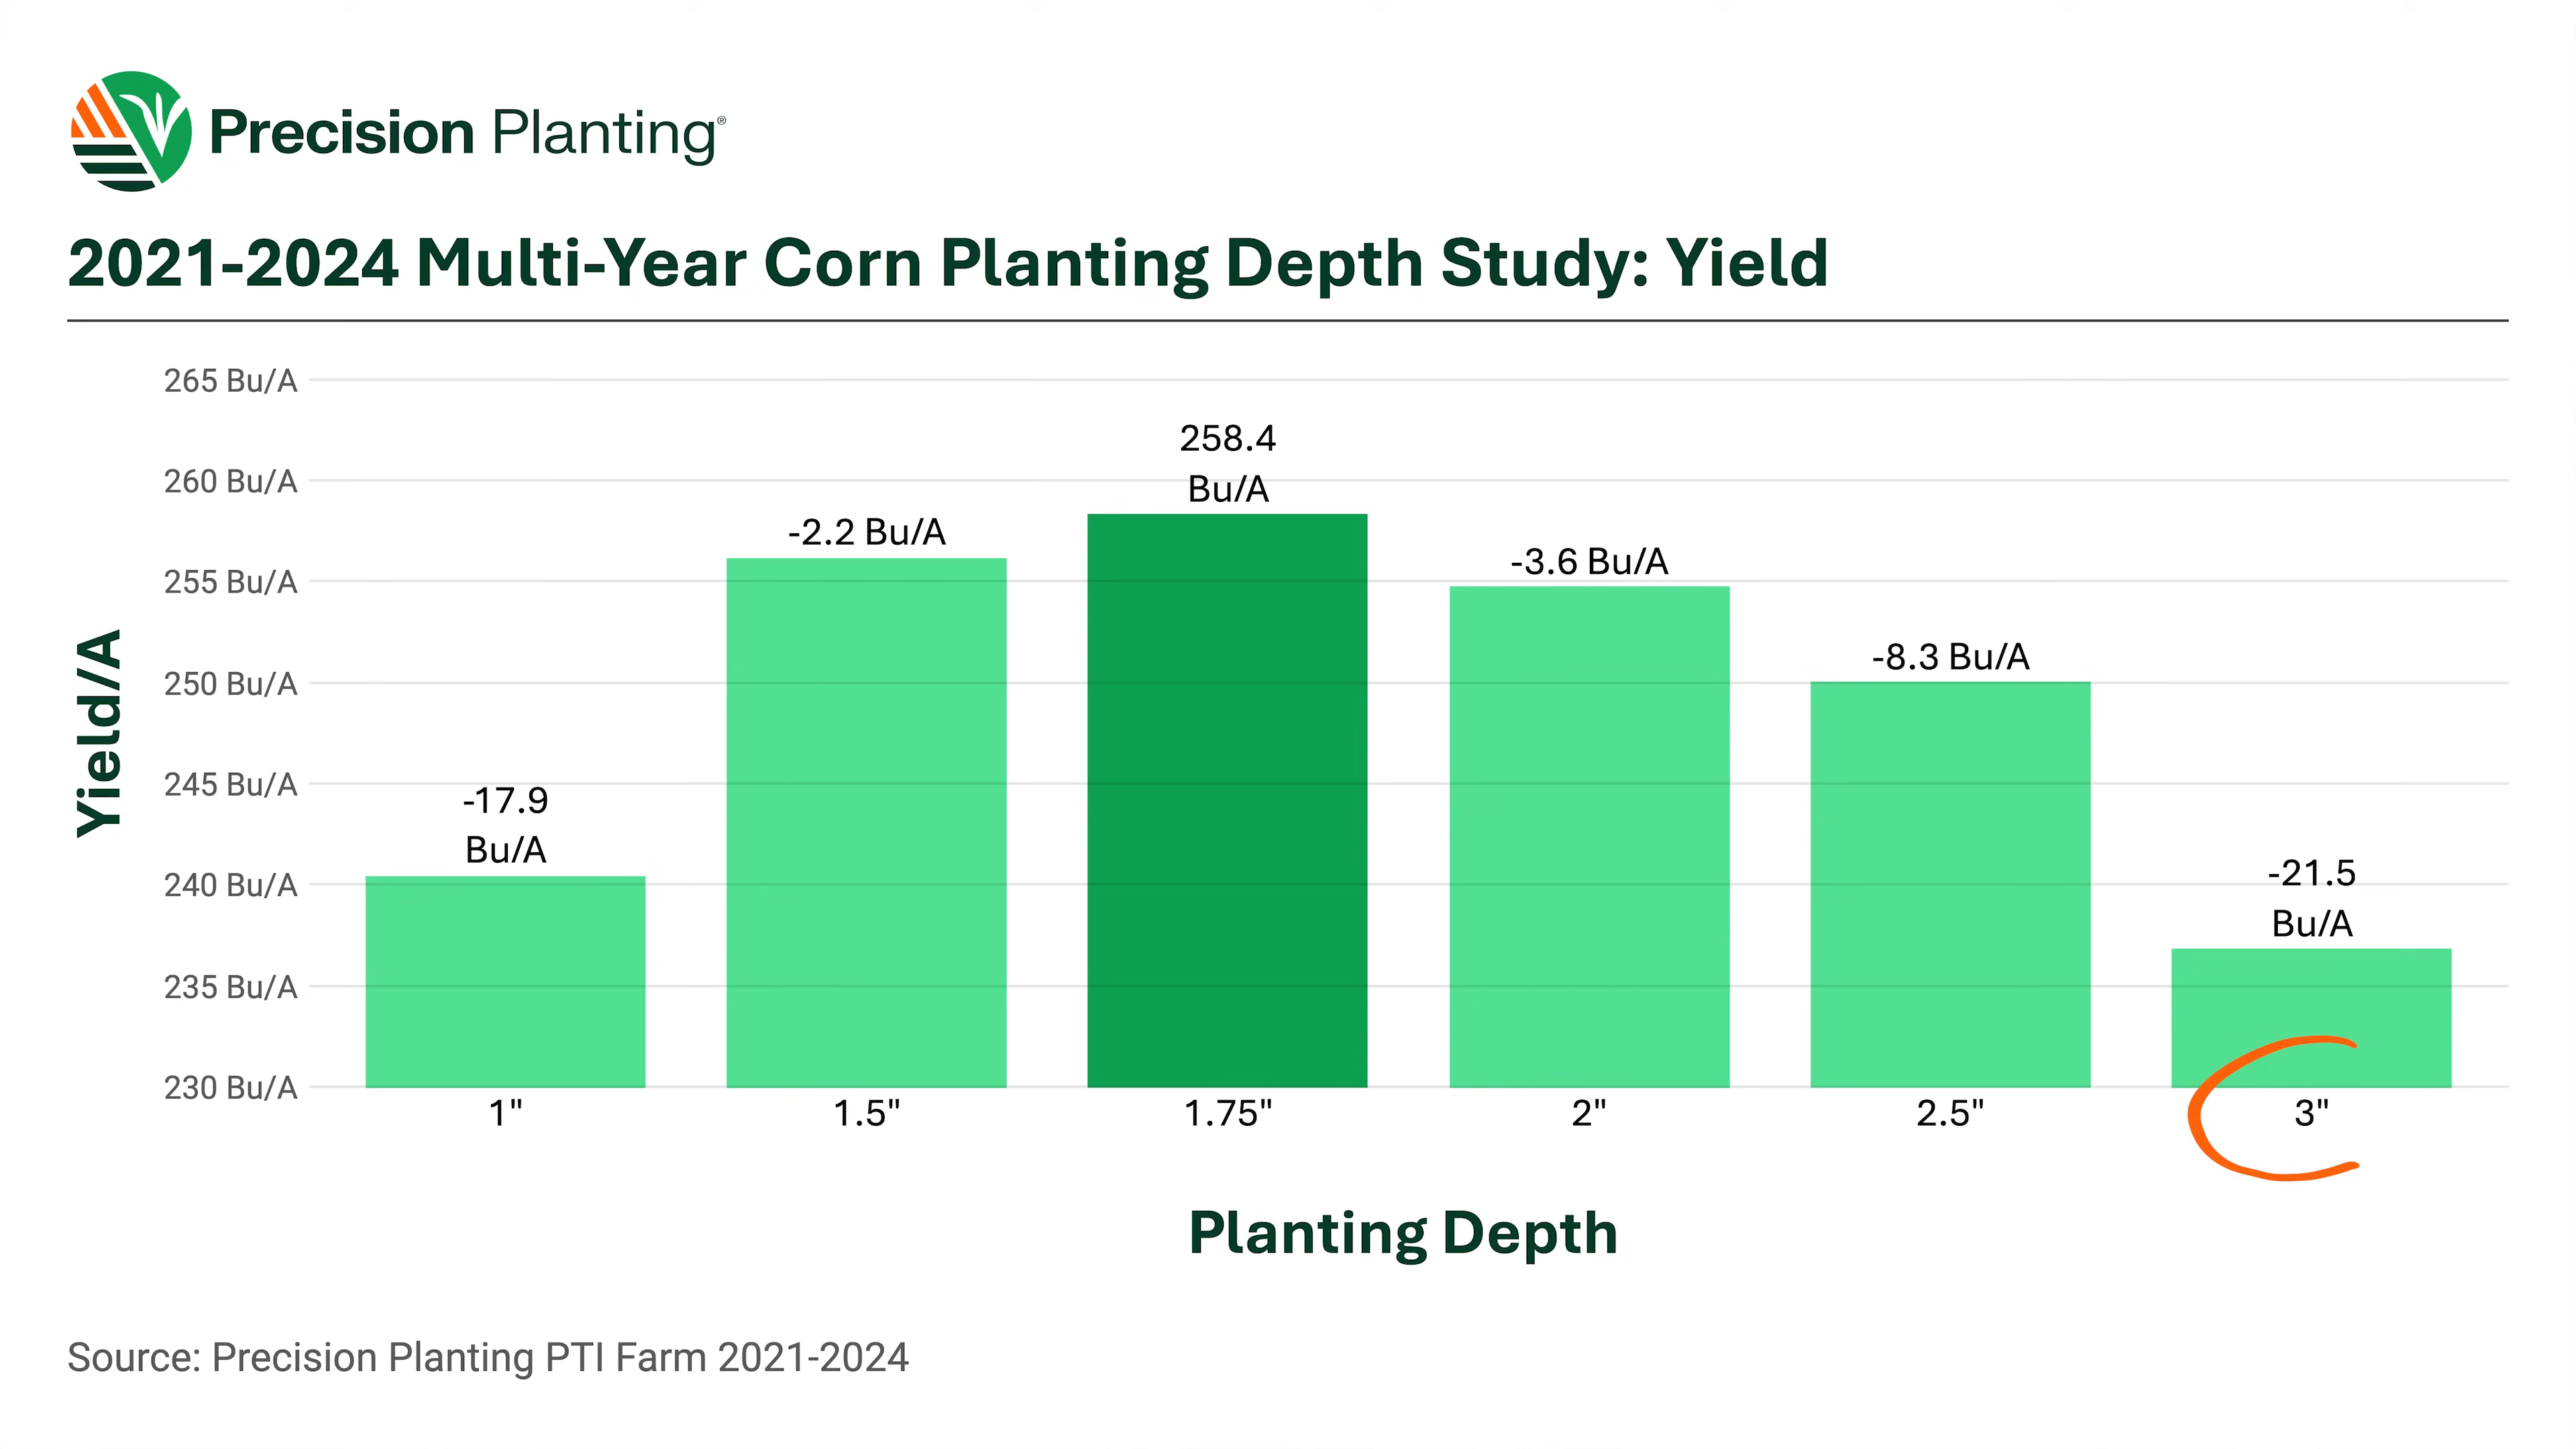 Precision Planting®
2021-2024 Multi-Year Corn Planting Depth Study: Yield
265 Bu/A
260 Bu/A
255 Bu/A
250 Bu/A
245 Bu/A
240 Bu/A
235 Bu/A
230 Bu/A
Yield/A
-17.9
Bu/A
-2.2 Bu/A
258.4
Bu/A
-3.6 Bu/A
-8.3 Bu/A
-21.5
Bu/A
1"
1.5"
1.75"
2"
2.5"
3"
Planting Depth
Source: Precision Planting PTI Farm 2021-2024